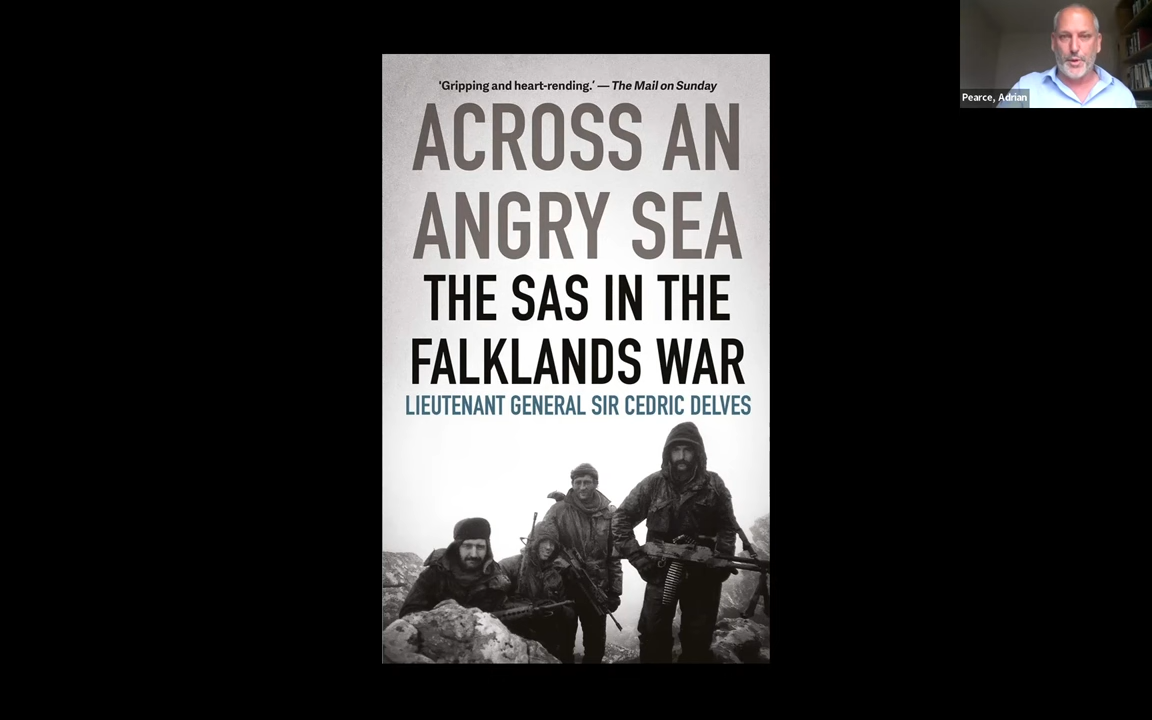 'Gripping and heart-rending.' — The Mail on Sunday
ACROSS AN
ANGRY SEA
THE SAS IN THE
FALKLANDS WAR
LIEUTENANT GENERAL SIR CEDRIC DELVES
Pearce, Adrian